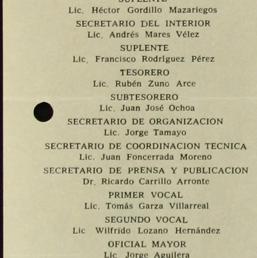 SUPLENTE
Lic. Héctor Gordillo Mazariegos
SECRETARIO DEL INTERIOR
Lic. Andrés Mares Vélez
SUPLENTE
Lic. Francisco Rodríguez Pérez
TESORERO
Lic. Rubén Zuno Arce
SUBTESORERO
Lic. Juan José Ochoa
SECRETARIO DE ORGANIZACION
Lic. Jorge Tamayo
SECRETARIO DE COORDINACION TECNICA
Lic. Juan Foncerrada Moreno
SECRETARIO DE PRENSA Y PUBLICACION
Dr. Ricardo Carrillo Arronte
PRIMER VOCAL
Lic. Tomás Garza Villarreal
SEGUNDO VOCAL
Lic Wilfrido Lozano Hernández
OFICIAL MAYOR
Lic. Jorge Aguilera